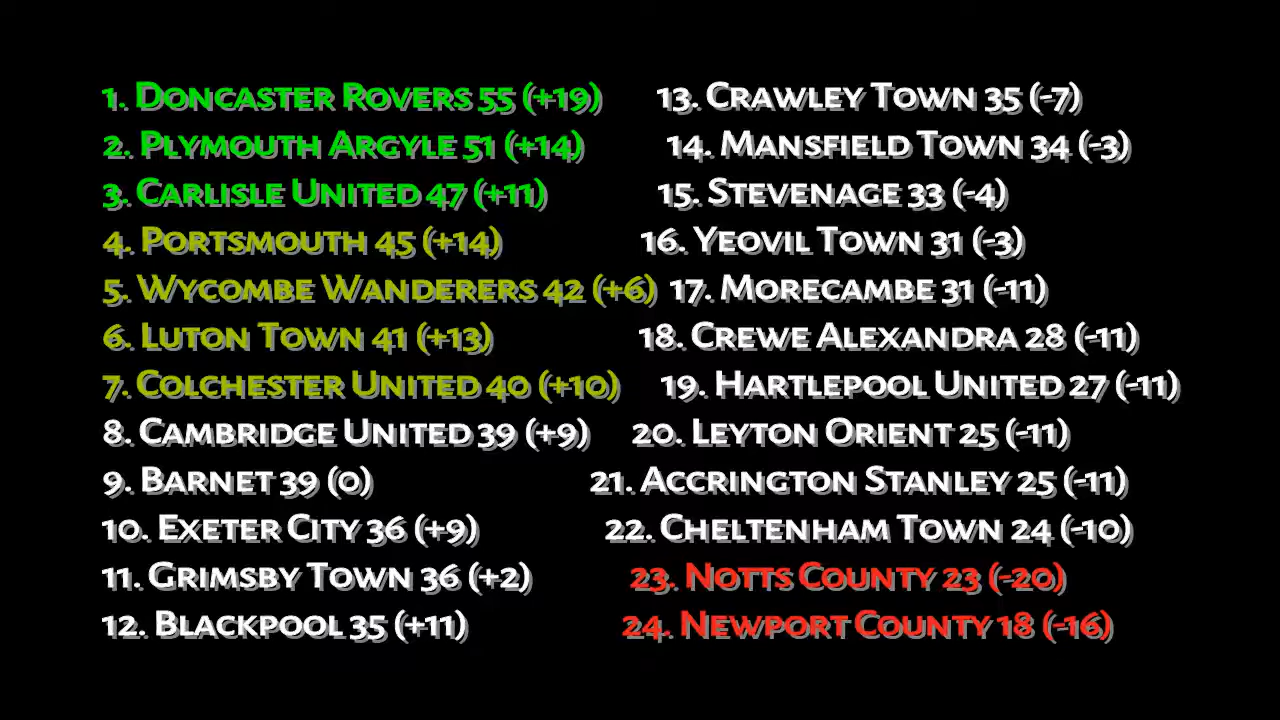 1. Doncaster Rovers 55 (+19)
2. Plymouth Argyle 51 (+14)
3. Carlisle United 47 (+11)
4. Portsmouth 45 (+14)
5. Wycombe Wanderers 42 (+6)
6. Luton Town 41 (+13)
7. Colchester United 40 (+10)
8. Cambridge United 39 (+9)
9. Barnet 39 (0)
10. Exeter City 36 (+9)
11. Grimsby Town 36 (+2)
12. Blackpool 35 (+11)
13. Crawley Town 35 (-7)
14. Mansfield Town 34 (-3)
15. Stevenage 33 (-4)
16. Yeovil Town 31 (-3)
17. Morecambe 31 (-11)
18. Crewe Alexandra 28 (-11)
19. Hartlepool United 27 (-11)
20. Leyton Orient 25 (-11)
21. Accrington Stanley 25 (-11)
22. Cheltenham Town 24 (-10)
23. Notts County 23 (-20)
24. Newport County 18 (-16)